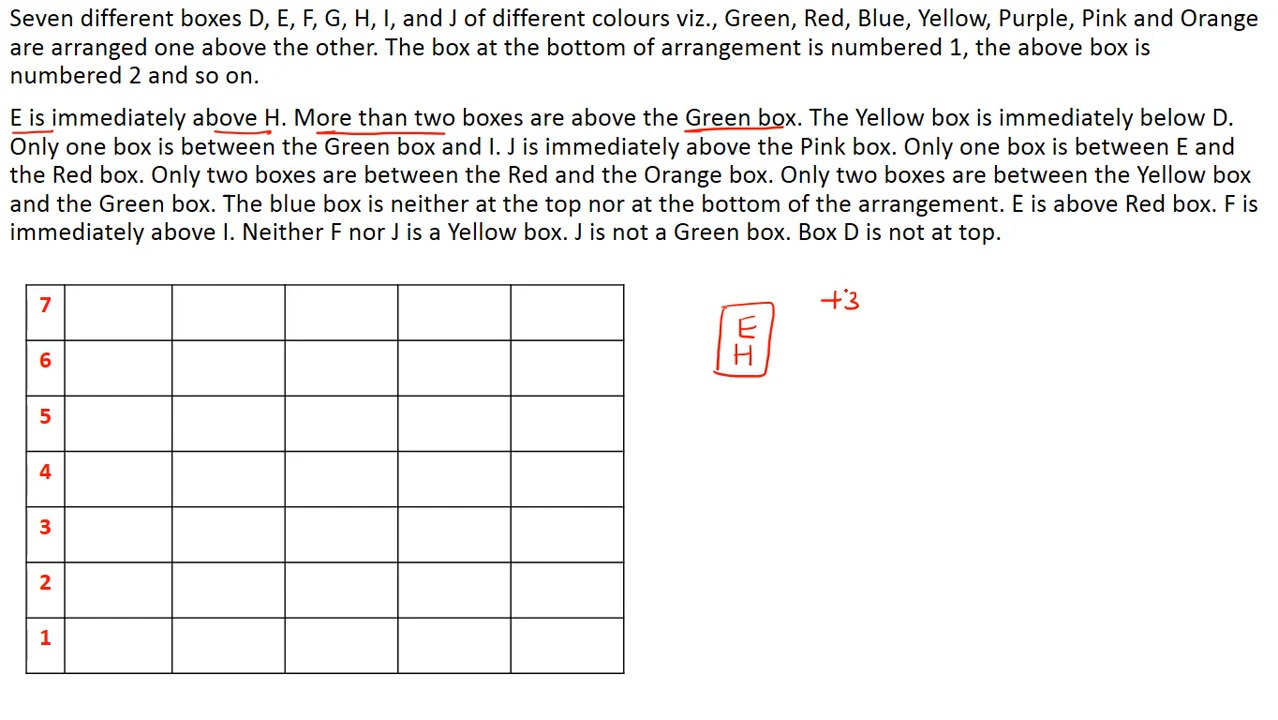 Seven different boxes D, E, F, G, H, I, and J of different colours viz., Green, Red, Blue, Yellow, Purple, Pink and Orange
are arranged one above the other. The box at the bottom of arrangement is numbered 1, the above box is
numbered 2 and so on.
E is immediately above H. More than two boxes are above the Green box. The Yellow box is immediately below D.
Only one box is between the Green box and I. J is immediately above the Pink box. Only one box is between E and
the Red box. Only two boxes are between the Red and the Orange box. Only two boxes are between the Yellow box
and the Green box. The blue box is neither at the top nor at the bottom of the arrangement. E is above Red box. F is
immediately above I. Neither F nor J is a Yellow box. J is not a Green box. Box D is not at top.
7
6
5
4
3
2
1
E
H
+3